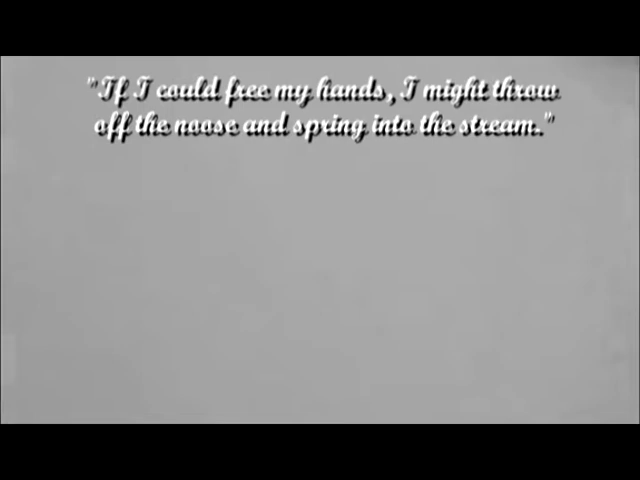 "If I could free my hands, I might throw
off the noose and spring into the stream."